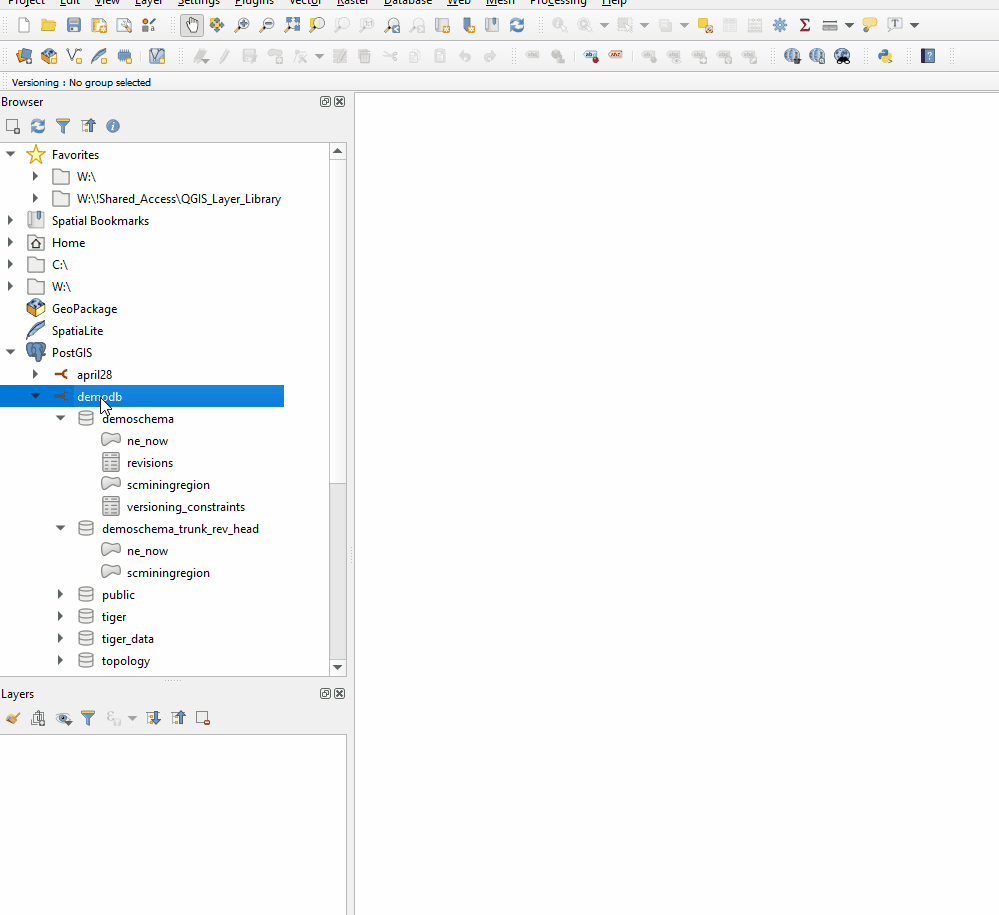 Project Edit View Layer Settings Plugins Vector Raster Database Web Mesh Processing Help
Versioning : No group selected
Browser
Favorites
W:\
W:\!Shared_Access\QGIS_Layer_Library
Spatial Bookmarks
Home
C:\
W:\
GeoPackage
SpatiaLite
PostGIS
april28
demodb
demoschema
ne_now
revisions
scminingregion
versioning_constraints
demoschema_trunk_rev_head
ne_now
scminingregion
public
tiger
tiger_data
topology
Layers